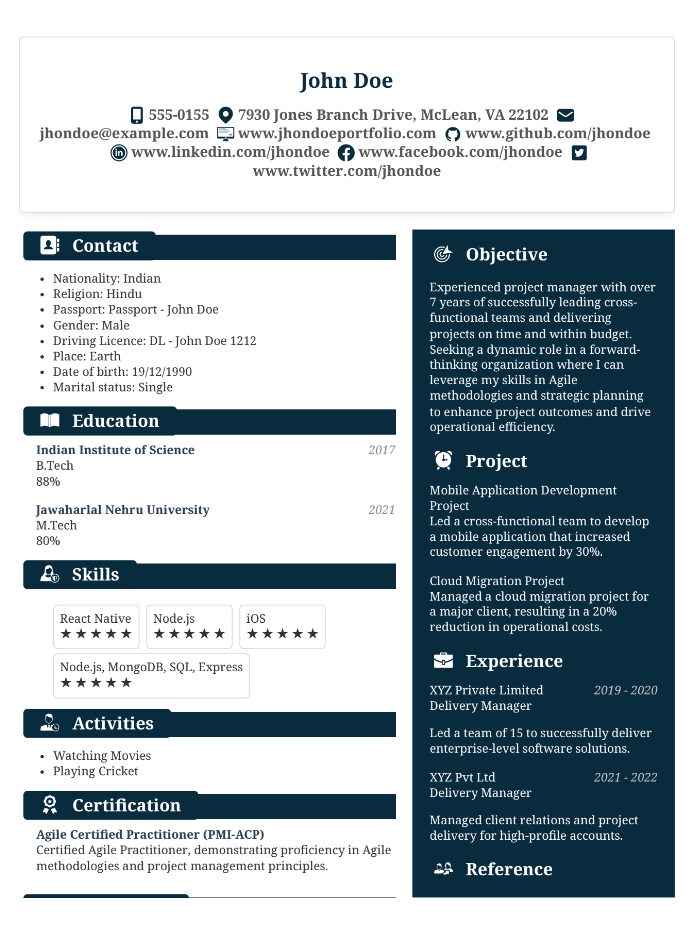 John Doe
555-0155 7930 Jones Branch Drive, McLean, VA 22102
jhondoe@example.com www.jhondoeportfolio.com www.github.com/jhondoe
www.linkedin.com/jhondoe www.facebook.com/jhondoe
www.twitter.com/jhondoe
Contact
• Nationality: Indian
• Religion: Hindu
• Passport: Passport - John Doe
• Gender: Male
• Driving Licence: DL - John Doe 1212
• Place: Earth
• Date of birth: 19/12/1990
• Marital status: Single
Education
Indian Institute of Science 2017
B.Tech
88%
Jawaharlal Nehru University 2021
M.Tech
80%
Skills
React Native Node.js iOS
★★★★★ ★★★★★ ★★★★★
Node.js, MongoDB, SQL, Express
★★★★★
Activities
• Watching Movies
• Playing Cricket
Certification
Agile Certified Practitioner (PMI-ACP)
Certified Agile Practitioner, demonstrating proficiency in Agile
methodologies and project management principles.
Objective
Experienced project manager with over
7 years of successfully leading cross-
functional teams and delivering
projects on time and within budget.
Seeking a dynamic role in a forward-
thinking organization where I can
leverage my skills in Agile
methodologies and strategic planning
to enhance project outcomes and drive
operational efficiency.
Project
Mobile Application Development
Project
Led a cross-functional team to develop
a mobile application that increased
customer engagement by 30%.
Cloud Migration Project
Managed a cloud migration project for
a major client, resulting in a 20%
reduction in operational costs.
Experience
XYZ Private Limited 2019 - 2020
Delivery Manager
Led a team of 15 to successfully deliver
enterprise-level software solutions.
XYZ Pvt Ltd 2021 - 2022
Delivery Manager
Managed client relations and project
delivery for high-profile accounts.
Reference